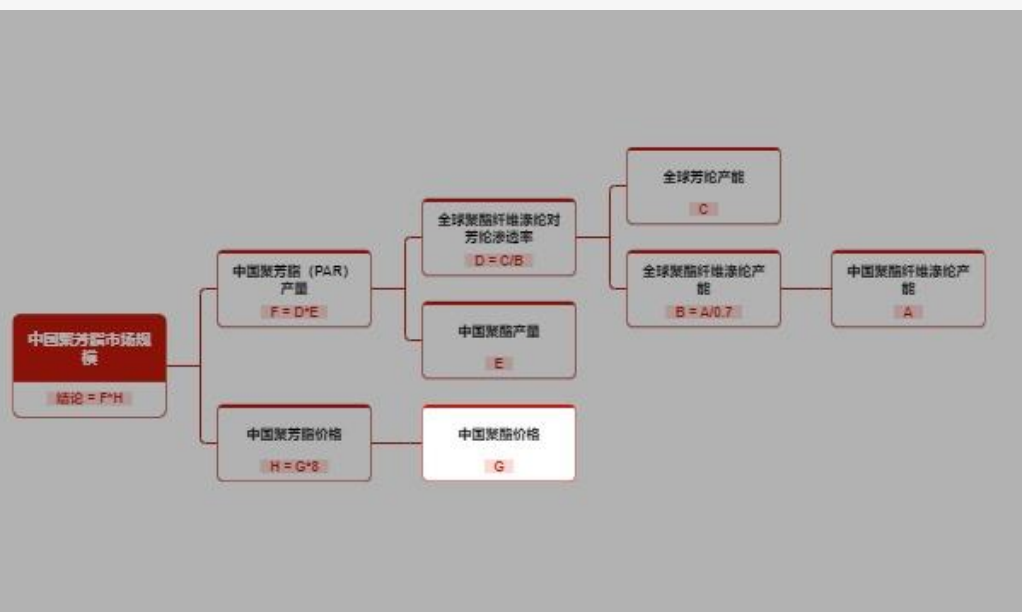 全球芳纶产能
C
全球聚酯纤维涤纶对
芳纶渗透率
D = C/B
中国聚芳酯（PAR）
产量
F = D*E
全球聚酯纤维涤纶产
能
B = A/0.7
中国聚酯纤维涤纶产
能
A
中国聚酯产量
E
中国聚芳酯市场规
模
结论 = F*H
中国聚芳酯价格
H = G*8
中国聚酯价格
G